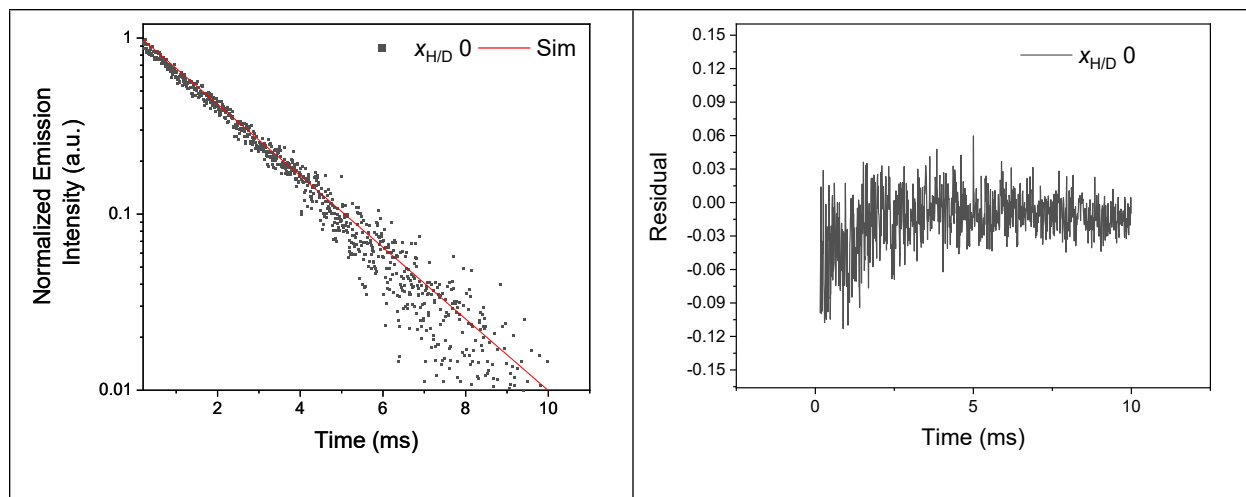 x_H/D 0 Sim
Normalized Emission
Intensity (a.u.)
1
0.1
0.01
2 4 6 8 10
Time (ms)
x_H/D 0
Residual
0.15
0.12
0.09
0.06
0.03
0.00
-0.03
-0.06
-0.09
-0.12
-0.15
0 5 10
Time (ms)